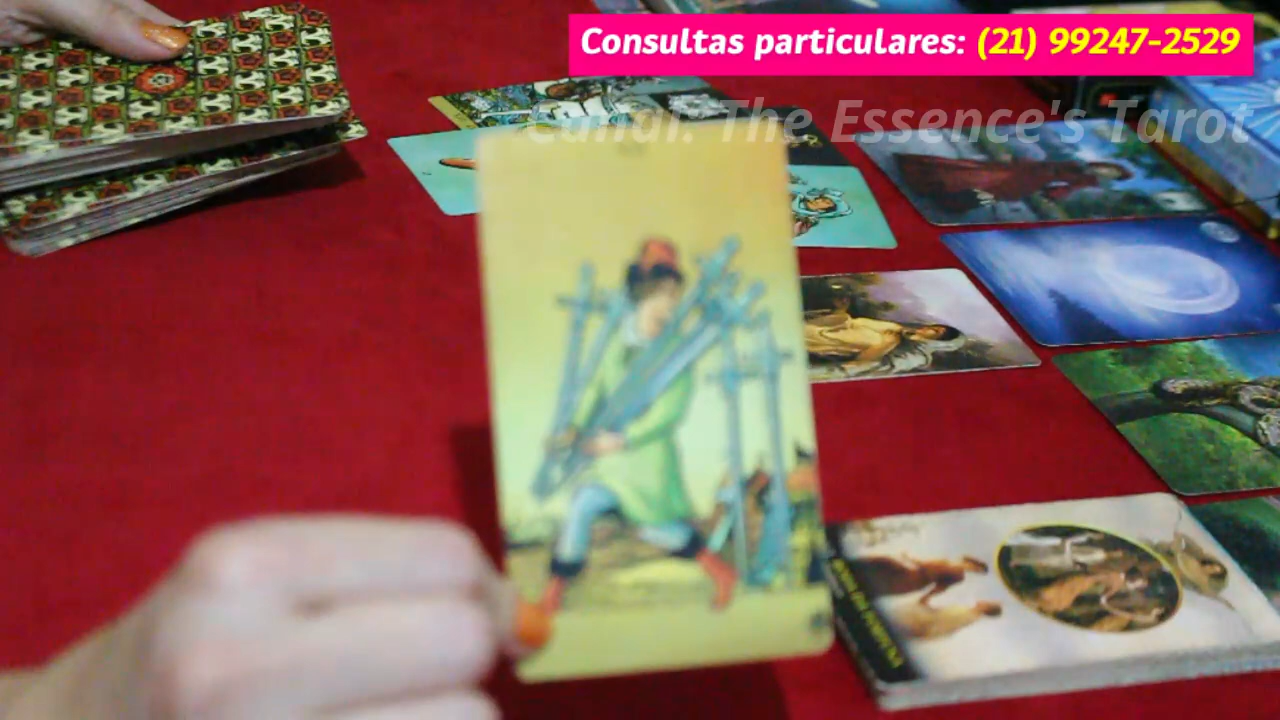 Consultas particulares: (21) 99247-2529
Canal: The Essence's Tarot